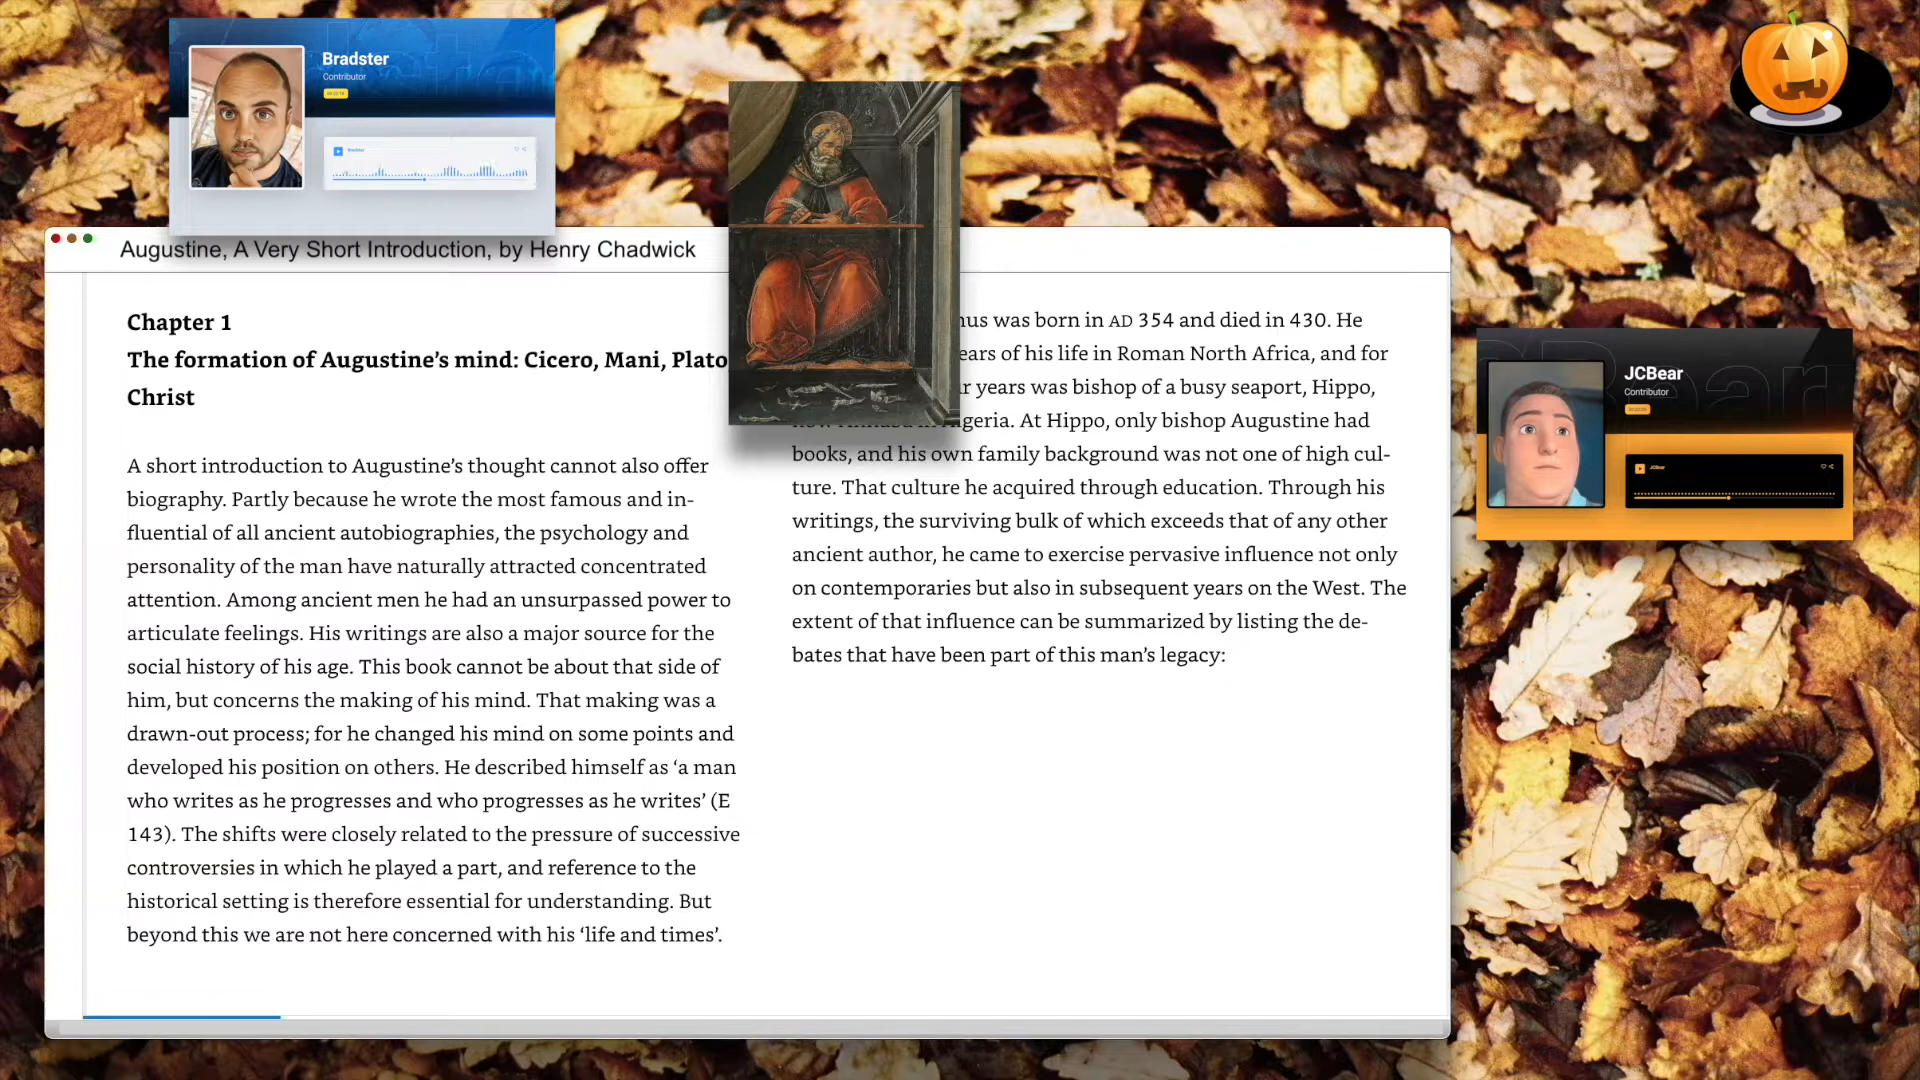 Bradster
Contributor
Bradster
Augustine, A Very Short Introduction, by Henry Chadwick
Chapter 1
The formation of Augustine’s mind: Cicero, Mani, Plato
Christ
A short introduction to Augustine’s thought cannot also offer
biography. Partly because he wrote the most famous and in-
fluential of all ancient autobiographies, the psychology and
personality of the man have naturally attracted concentrated
attention. Among ancient men he had an unsurpassed power to
articulate feelings. His writings are also a major source for the
social history of his age. This book cannot be about that side of
him, but concerns the making of his mind. That making was a
drawn-out process; for he changed his mind on some points and
developed his position on others. He described himself as ‘a man
who writes as he progresses and who progresses as he writes’ (E
143). The shifts were closely related to the pressure of successive
controversies in which he played a part, and reference to the
historical setting is therefore essential for understanding. But
beyond this we are not here concerned with his ‘life and times’.
was born in AD 354 and died in 430. He
of his life in Roman North Africa, and for
years was bishop of a busy seaport, Hippo,
At Hippo, only bishop Augustine had
books, and his own family background was not one of high cul-
ture. That culture he acquired through education. Through his
writings, the surviving bulk of which exceeds that of any other
ancient author, he came to exercise pervasive influence not only
on contemporaries but also in subsequent years on the West. The
extent of that influence can be summarized by listing the de-
bates that have been part of this man’s legacy:
JCBear
Contributor
JCBear